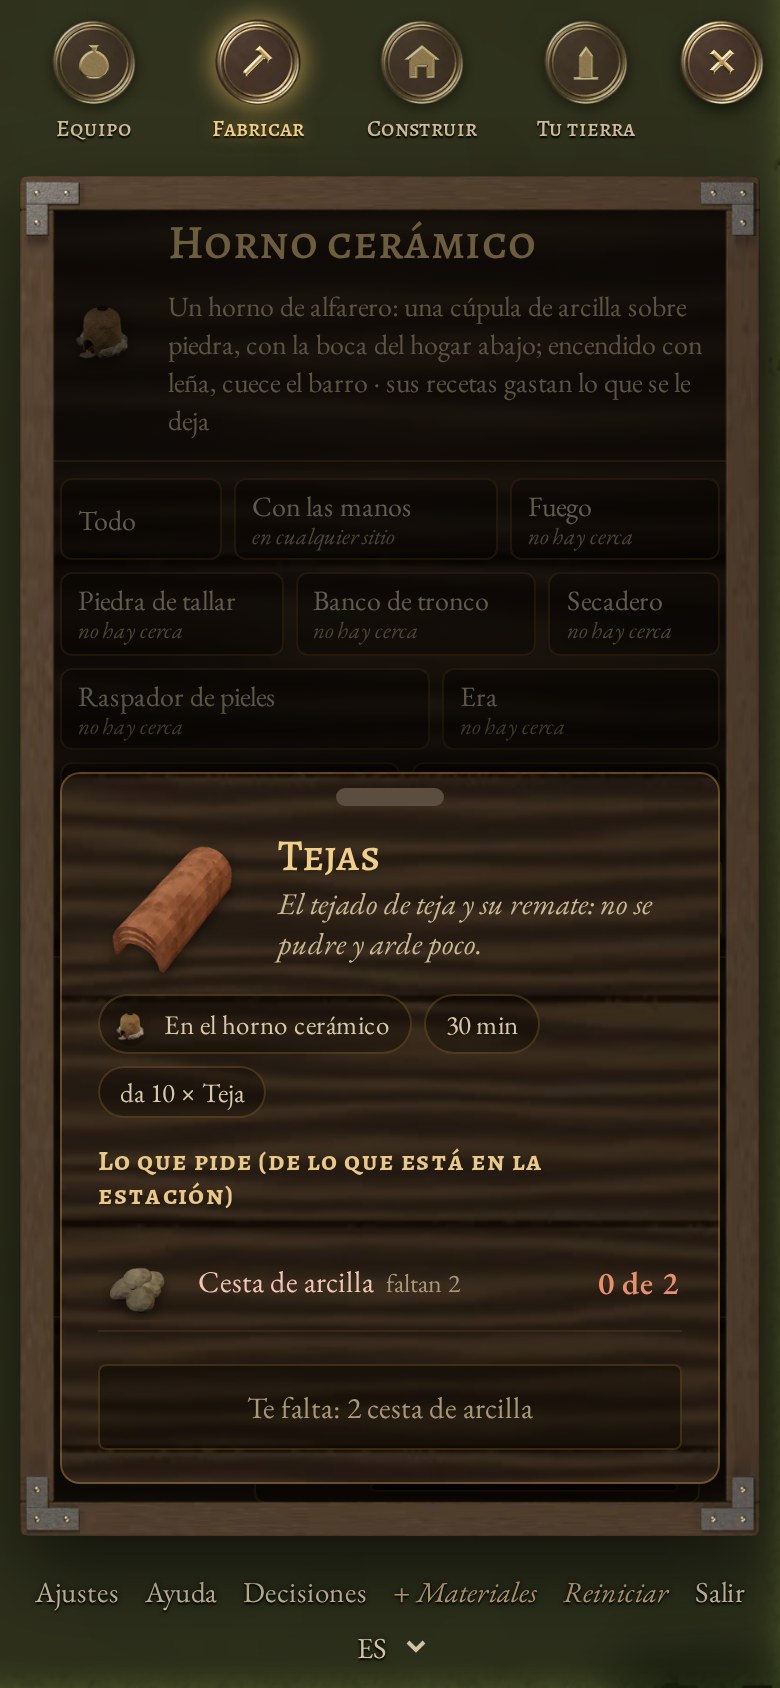 Equipo
Fabricar
Construir
Tu tierra
Horno cerámico
Un horno de alfarero: una cúpula de arcilla sobre
piedra, con la boca del hogar abajo; encendido con
leña, cuece el barro · sus recetas gastan lo que se le
deja
Todo
Con las manos
en cualquier sitio
Fuego
no hay cerca
Piedra de tallar
no hay cerca
Banco de tronco
no hay cerca
Secadero
no hay cerca
Raspador de pieles
no hay cerca
Era
no hay cerca
Tejas
El tejado de teja y su remate: no se
pudre y arde poco.
En el horno cerámico
30 min
da 10 × Teja
Lo que pide (de lo que está en la
estación)
Cesta de arcilla faltan 2
0 de 2
Te falta: 2 cesta de arcilla
Ajustes
Ayuda
Decisiones
+ Materiales
Reiniciar
Salir
ES